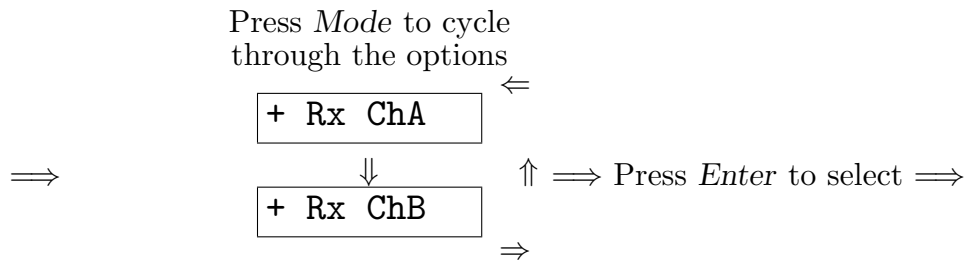 Press Mode to cycle
through the options
⇐
+ Rx ChA
⟹ ⇓ ⇑ ⟹ Press Enter to select ⟹
+ Rx ChB
⇒